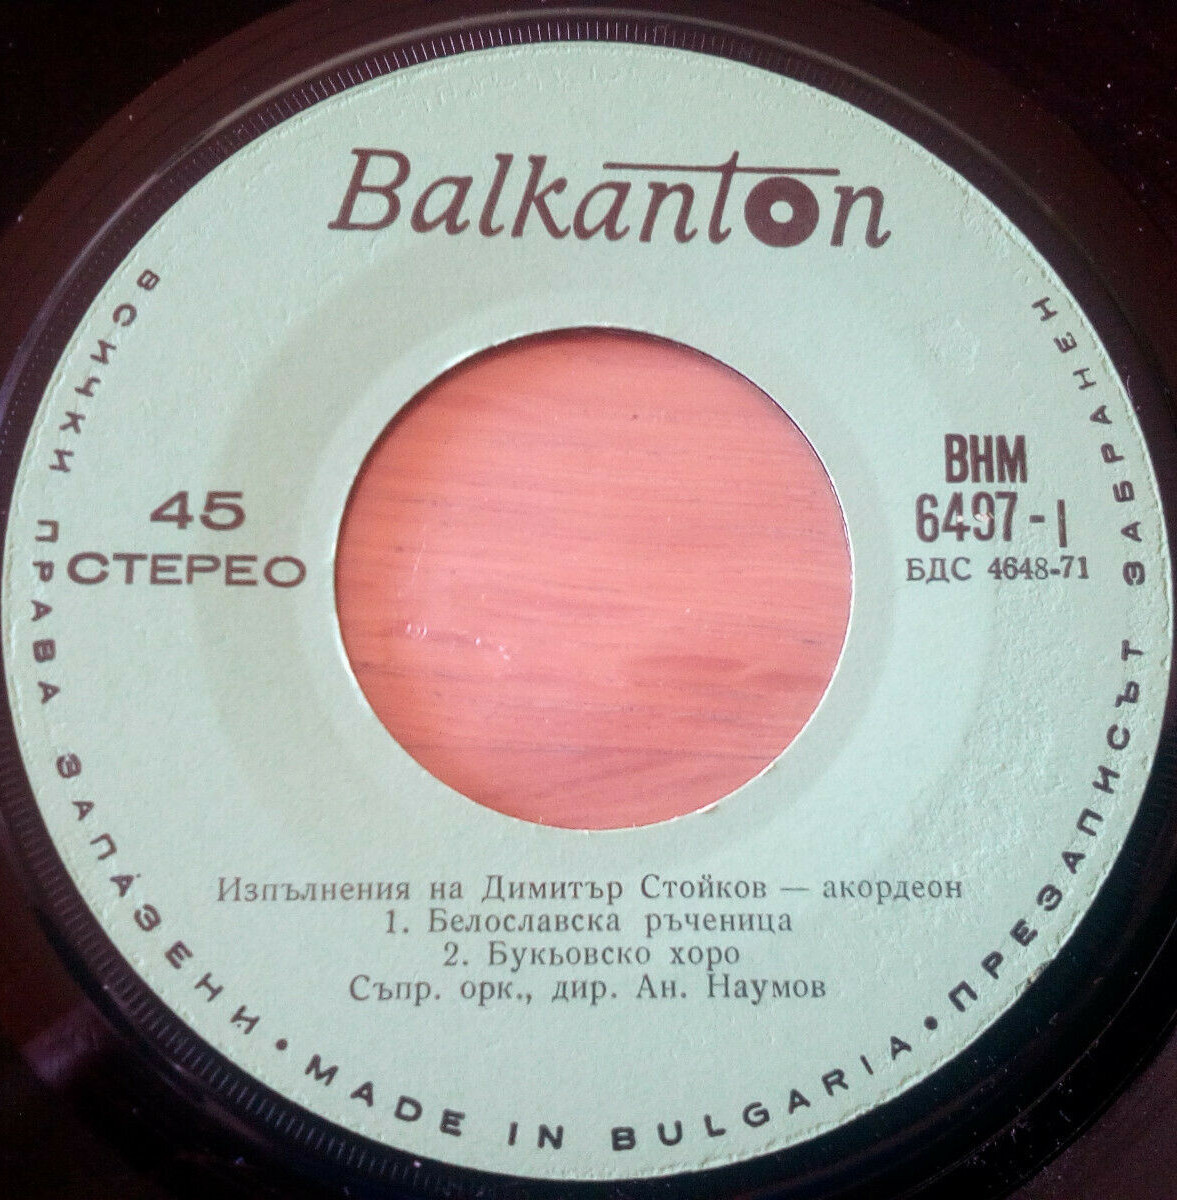 Balkanton
45
СТЕРЕО
ВНМ
6497-I
БДС 4648-71
Изпълнения на Димитър Стойков — акордеон
1. Белославска ръченица
2. Букьовско хоро
Съпр. орк., дир. Ан. Наумов
ВСИЧКИ ПРАВА ЗАПАЗЕНИ • MADE IN BULGARIA • ПРЕЗАПИСЪТ ЗАБРАНЕН